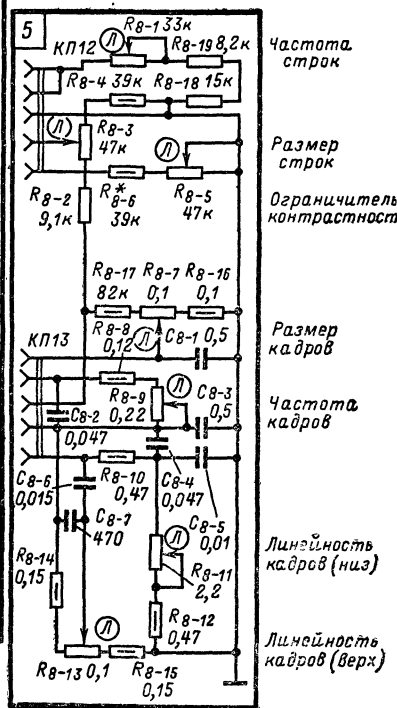 5
R8-1 33к
КП12
Л
R8-19 8,2к
Частота
строк
R8-4 39к
R8-18 15к
Л
R8-3
47к
Л
Размер
строк
R8-2
9,1к
R*8-6
39к
R8-5
47к
Ограничитель
контрастност
R8-17
82к
R8-7
0,1
R8-16
0,1
КП13
R8-8
0,12
Л
C8-1 0,5
Размер
кадров
R8-9
0,22
Л
C8-3
0,5
Частота
кадров
C8-2
0,047
C8-6
0,015
R8-10
0,47
C8-4
0,047
C8-5
0,01
C8-7
470
Л
R8-11
2,2
Линейность
кадров (низ)
R8-14
0,15
R8-12
0,47
Л
Линейность
кадров (верх)
R8-13 0,1
R8-15
0,15